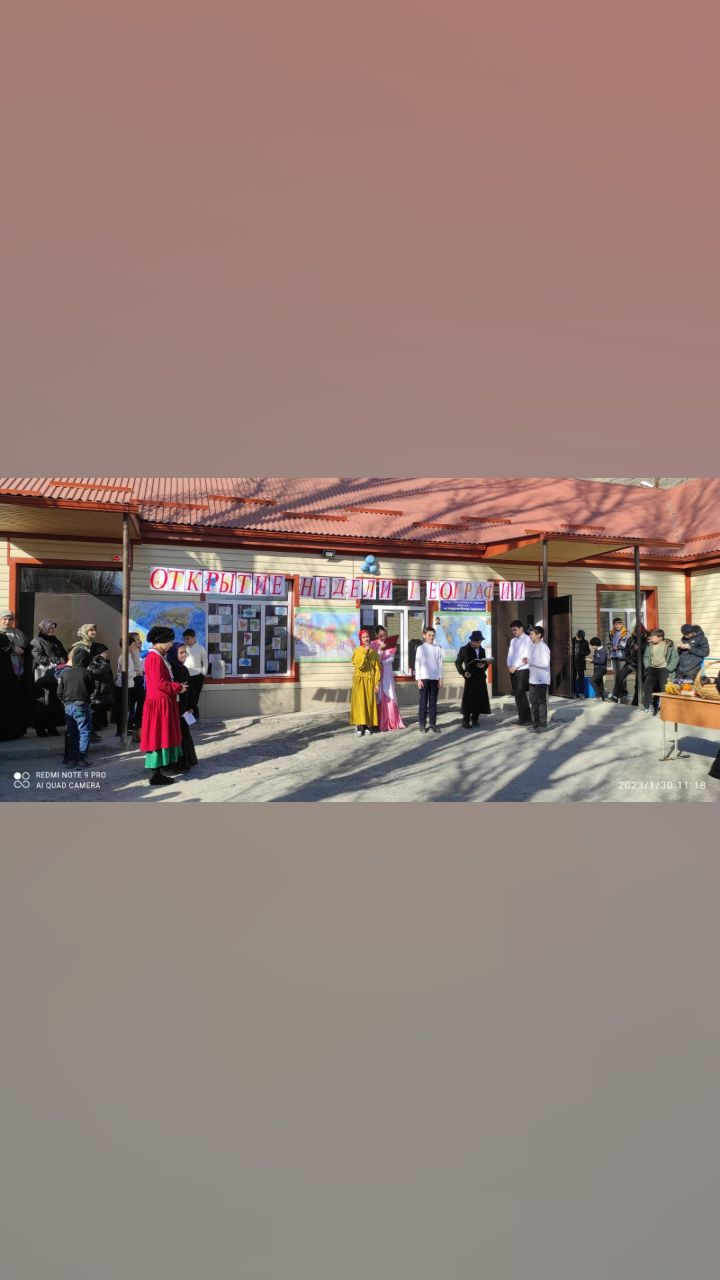 ОТКРЫТИЕ НЕДЕЛИ ГЕОГРАФИИ
REDMI NOTE 9 PRO
AI QUAD CAMERA
2023/1/30 11:18